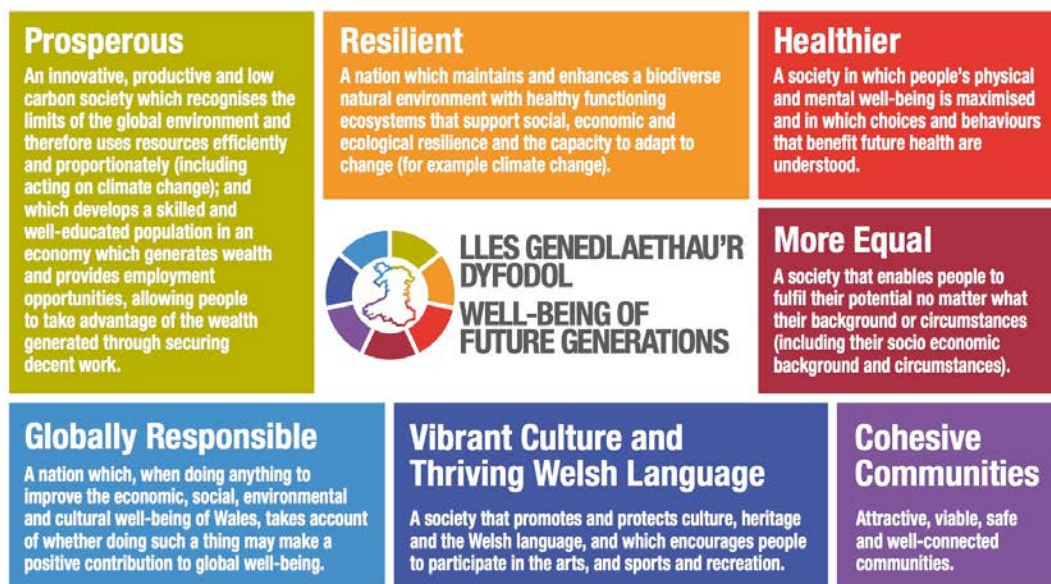 Prosperous
An innovative, productive and low
carbon society which recognises the
limits of the global environment and
therefore uses resources efficiently
and proportionately (including
acting on climate change); and
which develops a skilled and
well-educated population in an
economy which generates wealth
and provides employment
opportunities, allowing people
to take advantage of the wealth
generated through securing
decent work.
Resilient
A nation which maintains and enhances a biodiverse
natural environment with healthy functioning
ecosystems that support social, economic and
ecological resilience and the capacity to adapt to
change (for example climate change).
Healthier
A society in which people's physical
and mental well-being is maximised
and in which choices and behaviours
that benefit future health are
understood.
LLES GENEDLAETHAU'R
DYFODOL
WELL-BEING OF
FUTURE GENERATIONS
More Equal
A society that enables people to
fulfil their potential no matter what
their background or circumstances
(including their socio economic
background and circumstances).
Globally Responsible
A nation which, when doing anything to
improve the economic, social, environmental
and cultural well-being of Wales, takes account
of whether doing such a thing may make a
positive contribution to global well-being.
Vibrant Culture and
Thriving Welsh Language
A society that promotes and protects culture, heritage
and the Welsh language, and which encourages people
to participate in the arts, and sports and recreation.
Cohesive
Communities
Attractive, viable, safe
and well-connected
communities.